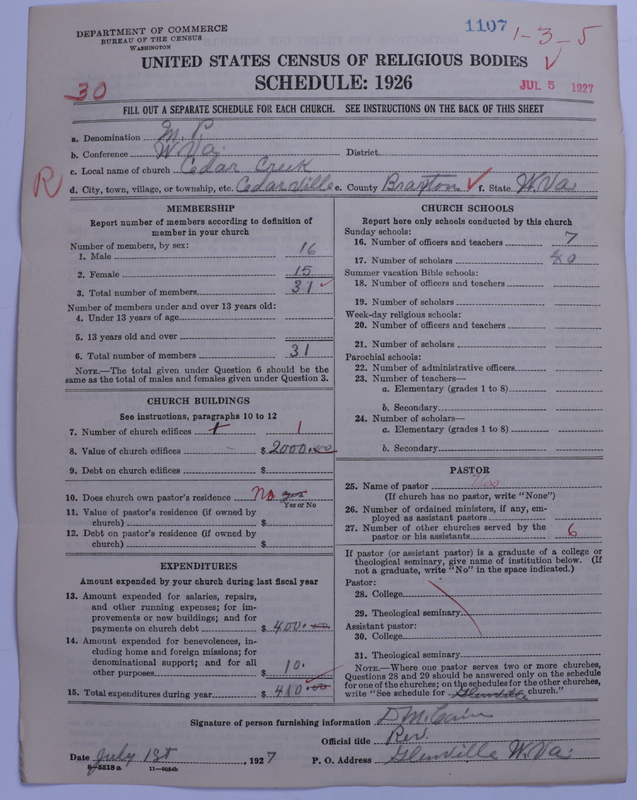 DEPARTMENT OF COMMERCE
BUREAU OF THE CENSUS
WASHINGTON
1107
1-3-5
UNITED STATES CENSUS OF RELIGIOUS BODIES
SCHEDULE: 1926
JUL 5 1927
30
FILL OUT A SEPARATE SCHEDULE FOR EACH CHURCH. SEE INSTRUCTIONS ON THE BACK OF THIS SHEET
a. Denomination M. P.
b. Conference W. Va. District
c. Local name of church Cedar Creek
R
d. City, town, village, or township, etc. Cedarville e. County Braxton f. State W. Va
MEMBERSHIP
Report number of members according to definition of
member in your church
Number of members, by sex:
1. Male 16
2. Female 15
3. Total number of members 31
Number of members under and over 13 years old:
4. Under 13 years of age
5. 13 years old and over
6. Total number of members 31
NOTE.—The total given under Question 6 should be
same as the total of males and females given under Question 3.
CHURCH BUILDINGS
See instructions, paragraphs 10 to 12
7. Number of church edifices 1
8. Value of church edifices $ 2000.00
9. Debt on church edifices $
10. Does church own pastor's residence No yes
Yes or No
11. Value of pastor's residence (if owned by
church) $
12. Debt on pastor's residence (if owned by
church) $
EXPENDITURES
Amount expended by your church during last fiscal year
13. Amount expended for salaries, repairs,
and other running expenses; for im-
provements or new buildings; and for
payments on church debt $ 400.00
14. Amount expended for benevolences, in-
cluding home and foreign missions; for
denominational support; and for all
other purposes $ 10.
15. Total expenditures during year $ 410.00
CHURCH SCHOOLS
Report here only schools conducted by this church
Sunday schools:
16. Number of officers and teachers 7
17. Number of scholars
Summer vacation Bible schools:
18. Number of officers and teachers
19. Number of scholars
Week-day religious schools:
20. Number of officers and teachers
21. Number of scholars
Parochial schools:
22. Number of administrative officers
23. Number of teachers—
a. Elementary (grades 1 to 8)
b. Secondary
24. Number of scholars—
a. Elementary (grades 1 to 8)
b. Secondary
PASTOR
25. Name of pastor Yes
(If church has no pastor, write "None")
26. Number of ordained ministers, if any, em-
ployed as assistant pastors
27. Number of other churches served by the
pastor or his assistants 6
If pastor (or assistant pastor) is a graduate of a college or
theological seminary, give name of institution below. (If
not a graduate, write "No" in the space indicated.)
Pastor:
28. College
29. Theological seminary
Assistant pastor:
30. College
31. Theological seminary
NOTE.—Where one pastor serves two or more churches,
Questions 28 and 29 should be answered only on the schedule
for one of the churches; on the schedules for the other churches,
write "See schedule for Glenville church."
Signature of person furnishing information D. McCain
Official title Rev.
Date July 1st, 1927 P. O. Address Glenville W. Va.
8-5518 a 11-9054b